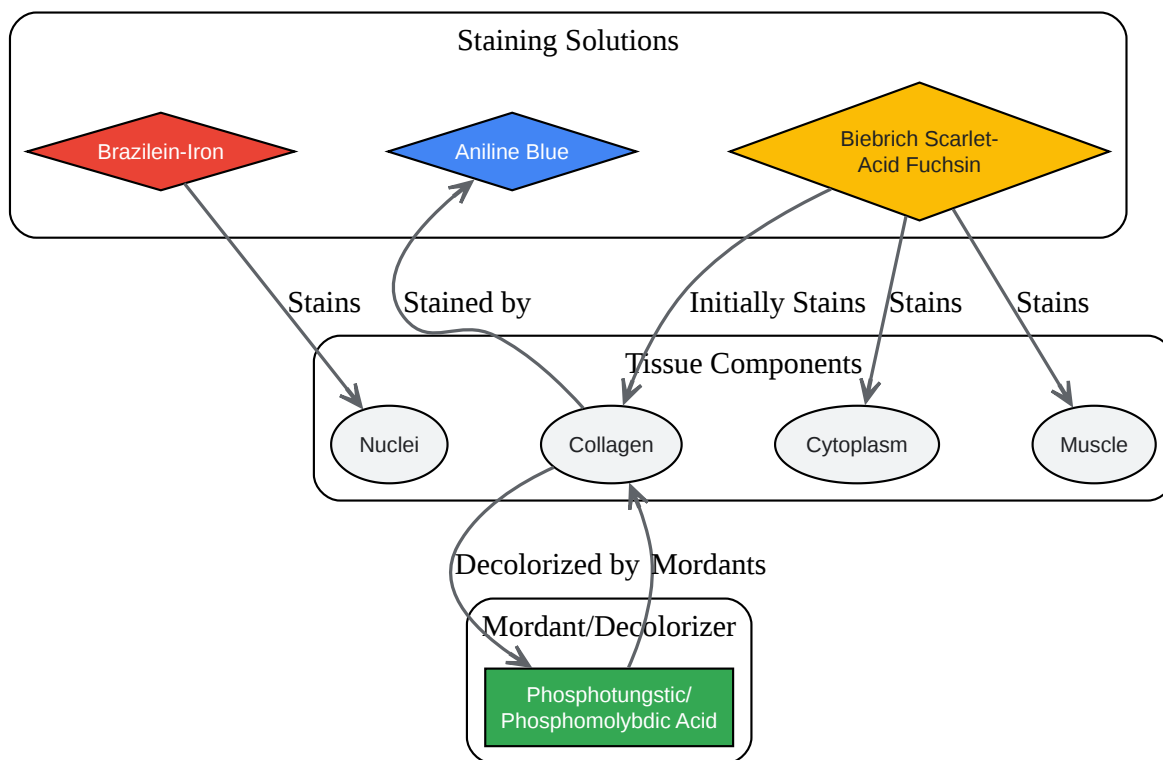 Staining Solutions
Brazilein-Iron
Aniline Blue
Biebrich Scarlet-
Acid Fuchsin
Stains
Stained by
Initially Stains
Stains
Stains
Tissue Components
Nuclei
Collagen
Cytoplasm
Muscle
Decolorized by
Mordants
Mordant/Decolorizer
Phosphotungstic/
Phosphomolybdic Acid